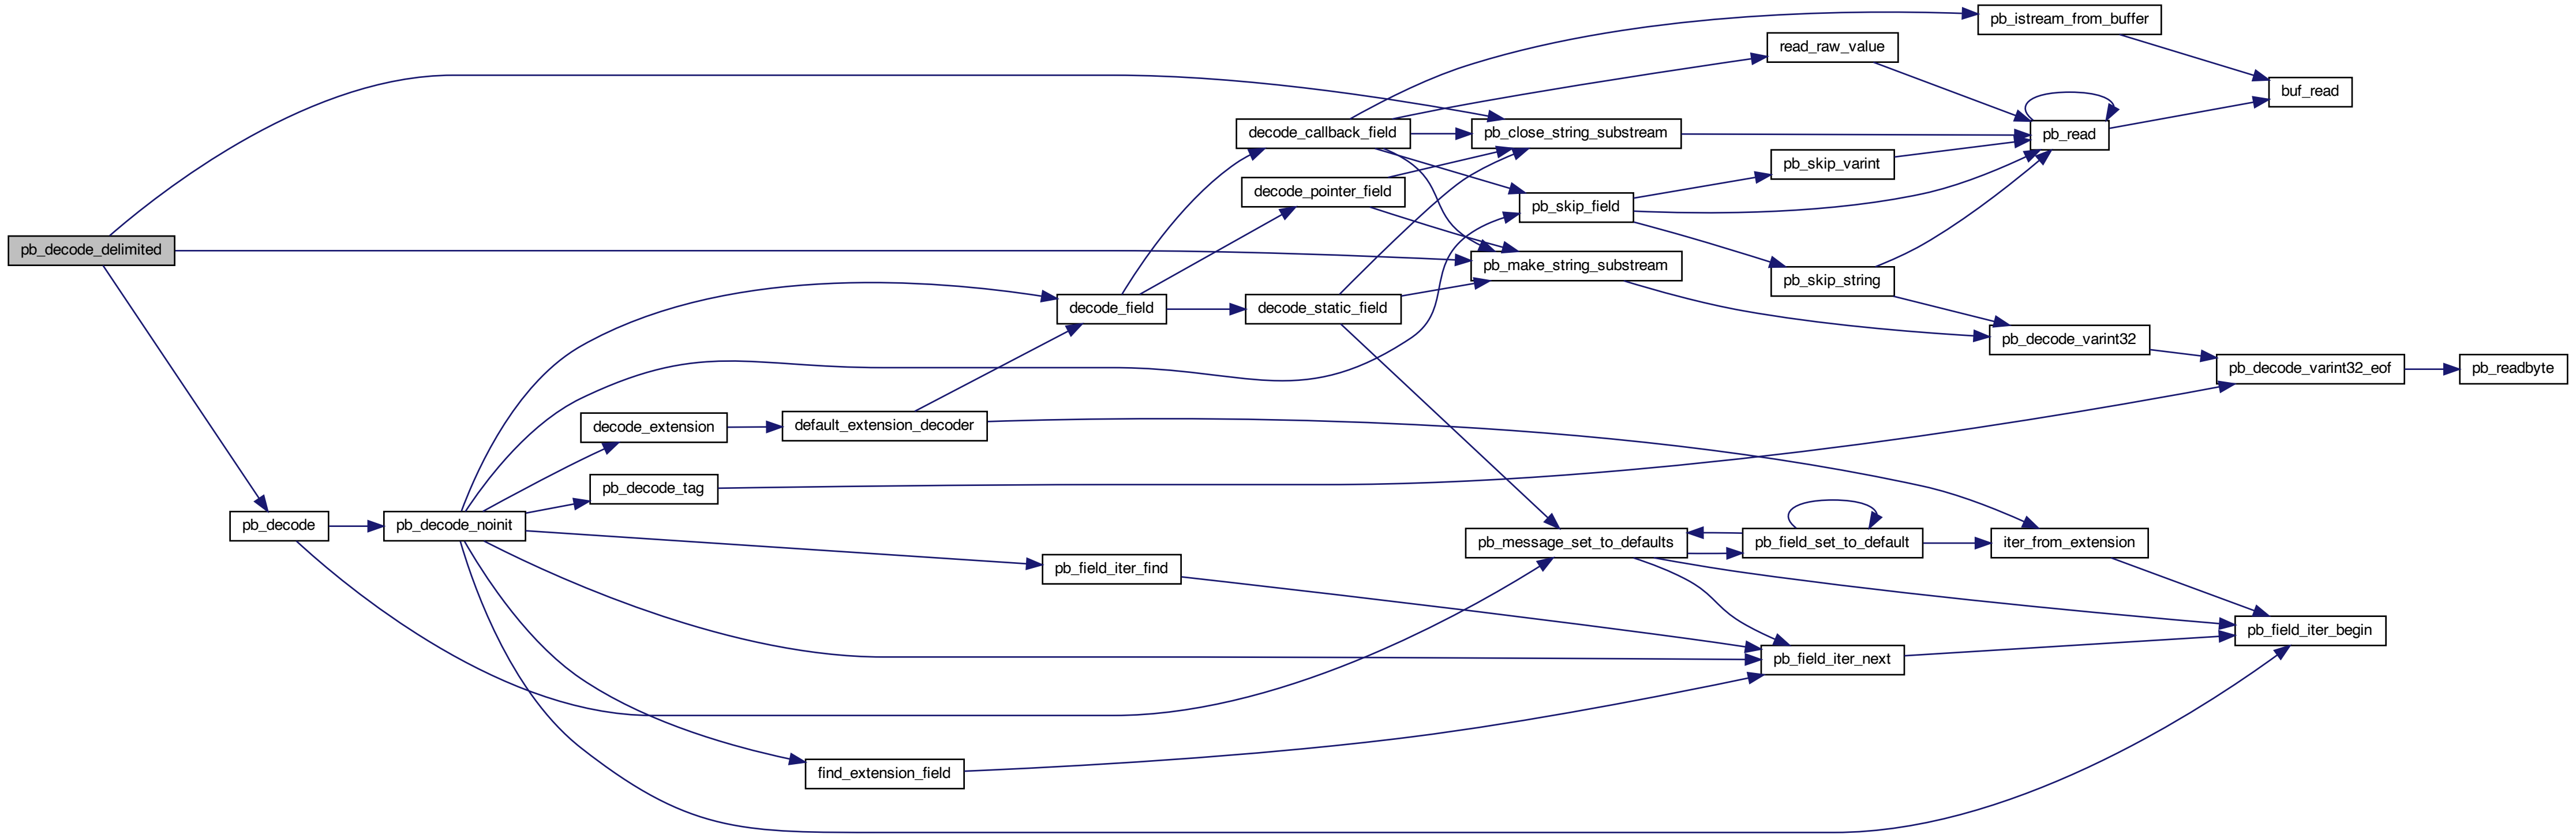 pb_decode_delimited
pb_decode
pb_decode_noinit
decode_extension
pb_decode_tag
default_extension_decoder
find_extension_field
decode_field
pb_field_iter_find
decode_callback_field
decode_pointer_field
decode_static_field
pb_close_string_substream
pb_skip_field
pb_make_string_substream
pb_message_set_to_defaults
read_raw_value
pb_skip_varint
pb_skip_string
pb_field_set_to_default
pb_field_iter_next
pb_istream_from_buffer
pb_read
pb_decode_varint32
iter_from_extension
buf_read
pb_decode_varint32_eof
pb_field_iter_begin
pb_readbyte